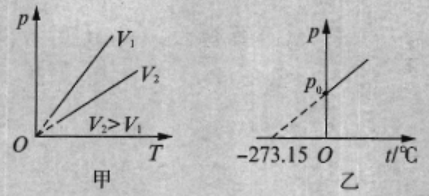 p
V₁
V₂
V₂>V₁
O
T
甲
p
p₀
-273.15
O
t/℃
乙